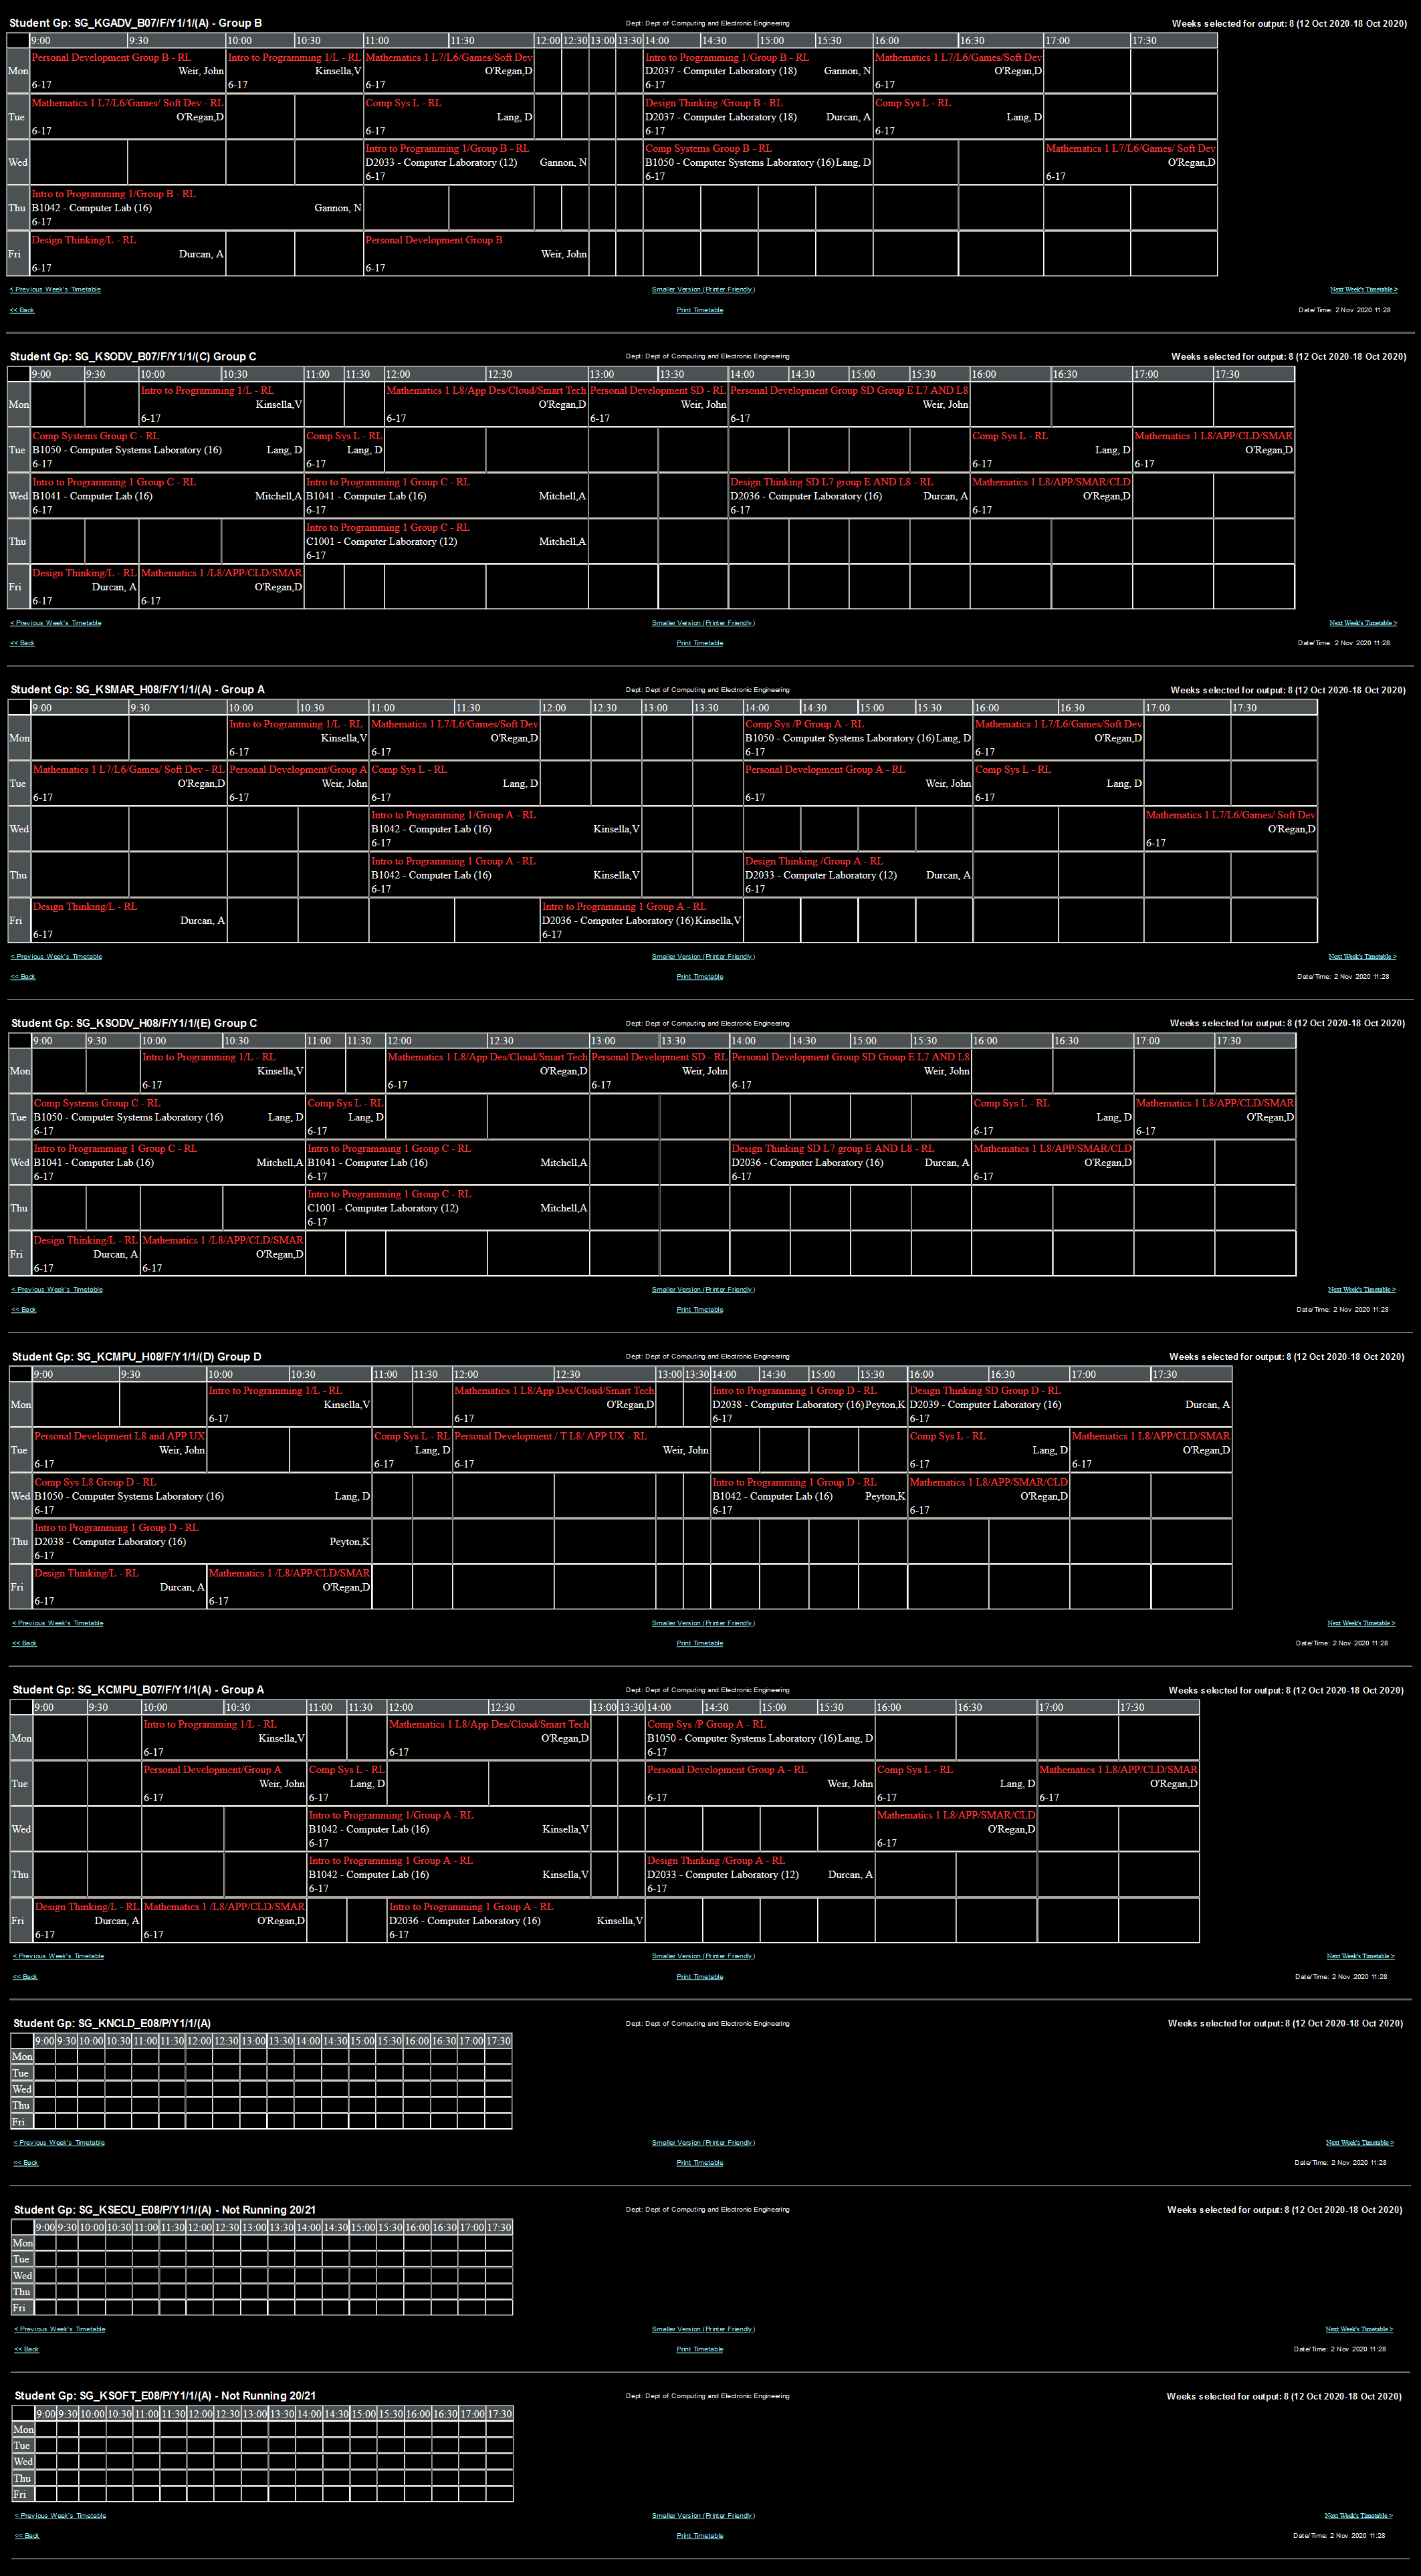 Student Gp: SG_KGADV_B07/F/Y1/1/(A) - Group B Dept: Dept of Computing and Electronic Engineering Weeks selected for output: 8 (12 Oct 2020-18 Oct 2020)
9:00 9:30 10:00 10:30 11:00 11:30 12:00 12:30 13:00 13:30 14:00 14:30 15:00 15:30 16:00 16:30 17:00 17:30
Personal Development Group B - RL Intro to Programming 1/L - RL Mathematics 1 L7/L6/Games/Soft Dev Intro to Programming 1/Group B - RL Mathematics 1 L7/L6/Games/Soft Dev
Mon Weir, John Kinsella,V O'Regan,D D2037 - Computer Laboratory (18) Gannon, N O'Regan,D
6-17 6-17 6-17 6-17 6-17
Mathematics 1 L7/L6/Games/ Soft Dev - RL Comp Sys L - RL Design Thinking /Group B - RL Comp Sys L - RL
Tue O'Regan,D Lang, D D2037 - Computer Laboratory (18) Durcan, A Lang, D
6-17 6-17 6-17 6-17
Intro to Programming 1/Group B - RL Comp Systems Group B - RL Mathematics 1 L7/L6/Games/ Soft Dev
Wed D2033 - Computer Laboratory (12) Gannon, N B1050 - Computer Systems Laboratory (16) Lang, D O'Regan,D
6-17 6-17 6-17
Intro to Programming 1/Group B - RL
Thu B1042 - Computer Lab (16) Gannon, N
6-17
Design Thinking/L - RL Personal Development Group B
Fri Durcan, A Weir, John
6-17 6-17
< Previous Week's Timetable Smaller Version (Printer Friendly) Next Week's Timetable >
<< Back Print Timetable Date/Time: 2 Nov 2020 11:28
Student Gp: SG_KSODV_B07/F/Y1/1/(C) Group C Dept: Dept of Computing and Electronic Engineering Weeks selected for output: 8 (12 Oct 2020-18 Oct 2020)
9:00 9:30 10:00 10:30 11:00 11:30 12:00 12:30 13:00 13:30 14:00 14:30 15:00 15:30 16:00 16:30 17:00 17:30
Intro to Programming 1/L - RL Mathematics 1 L8/App Des/Cloud/Smart Tech Personal Development SD - RL Personal Development Group SD Group E L7 AND L8
Mon Kinsella,V O'Regan,D Weir, John Weir, John
6-17 6-17 6-17 6-17
Comp Systems Group C - RL Comp Sys L - RL Comp Sys L - RL Mathematics 1 L8/APP/CLD/SMAR
Tue B1050 - Computer Systems Laboratory (16) Lang, D Lang, D Lang, D O'Regan,D
6-17 6-17 6-17 6-17
Intro to Programming 1 Group C - RL Intro to Programming 1 Group C - RL Design Thinking SD L7 group E AND L8 - RL Mathematics 1 L8/APP/SMAR/CLD
Wed B1041 - Computer Lab (16) Mitchell,A B1041 - Computer Lab (16) Mitchell,A D2036 - Computer Laboratory (16) Durcan, A O'Regan,D
6-17 6-17 6-17 6-17
Intro to Programming 1 Group C - RL
Thu C1001 - Computer Laboratory (12) Mitchell,A
6-17
Design Thinking/L - RL Mathematics 1 /L8/APP/CLD/SMAR
Fri Durcan, A O'Regan,D
6-17 6-17
< Previous Week's Timetable Smaller Version (Printer Friendly) Next Week's Timetable >
<< Back Print Timetable Date/Time: 2 Nov 2020 11:28
Student Gp: SG_KSMAR_H08/F/Y1/1/(A) - Group A Dept: Dept of Computing and Electronic Engineering Weeks selected for output: 8 (12 Oct 2020-18 Oct 2020)
9:00 9:30 10:00 10:30 11:00 11:30 12:00 12:30 13:00 13:30 14:00 14:30 15:00 15:30 16:00 16:30 17:00 17:30
Intro to Programming 1/L - RL Mathematics 1 L7/L6/Games/Soft Dev Comp Sys /P Group A - RL Mathematics 1 L7/L6/Games/Soft Dev
Mon Kinsella,V O'Regan,D B1050 - Computer Systems Laboratory (16) Lang, D O'Regan,D
6-17 6-17 6-17 6-17
Mathematics 1 L7/L6/Games/ Soft Dev - RL Personal Development/Group A Comp Sys L - RL Personal Development Group A - RL Comp Sys L - RL
Tue O'Regan,D Weir, John Lang, D Weir, John Lang, D
6-17 6-17 6-17 6-17 6-17
Intro to Programming 1/Group A - RL Mathematics 1 L7/L6/Games/ Soft Dev
Wed B1042 - Computer Lab (16) Kinsella,V O'Regan,D
6-17 6-17
Intro to Programming 1 Group A - RL Design Thinking /Group A - RL
Thu B1042 - Computer Lab (16) Kinsella,V D2033 - Computer Laboratory (12) Durcan, A
6-17 6-17
Design Thinking/L - RL Intro to Programming 1 Group A - RL
Fri Durcan, A D2036 - Computer Laboratory (16) Kinsella,V
6-17 6-17
< Previous Week's Timetable Smaller Version (Printer Friendly) Next Week's Timetable >
<< Back Print Timetable Date/Time: 2 Nov 2020 11:28
Student Gp: SG_KSODV_H08/F/Y1/1/(E) Group C Dept: Dept of Computing and Electronic Engineering Weeks selected for output: 8 (12 Oct 2020-18 Oct 2020)
9:00 9:30 10:00 10:30 11:00 11:30 12:00 12:30 13:00 13:30 14:00 14:30 15:00 15:30 16:00 16:30 17:00 17:30
Intro to Programming 1/L - RL Mathematics 1 L8/App Des/Cloud/Smart Tech Personal Development SD - RL Personal Development Group SD Group E L7 AND L8
Mon Kinsella,V O'Regan,D Weir, John Weir, John
6-17 6-17 6-17 6-17
Comp Systems Group C - RL Comp Sys L - RL Comp Sys L - RL Mathematics 1 L8/APP/CLD/SMAR
Tue B1050 - Computer Systems Laboratory (16) Lang, D Lang, D Lang, D O'Regan,D
6-17 6-17 6-17 6-17
Intro to Programming 1 Group C - RL Intro to Programming 1 Group C - RL Design Thinking SD L7 group E AND L8 - RL Mathematics 1 L8/APP/SMAR/CLD
Wed B1041 - Computer Lab (16) Mitchell,A B1041 - Computer Lab (16) Mitchell,A D2036 - Computer Laboratory (16) Durcan, A O'Regan,D
6-17 6-17 6-17 6-17
Intro to Programming 1 Group C - RL
Thu C1001 - Computer Laboratory (12) Mitchell,A
6-17
Design Thinking/L - RL Mathematics 1 /L8/APP/CLD/SMAR
Fri Durcan, A O'Regan,D
6-17 6-17
< Previous Week's Timetable Smaller Version (Printer Friendly) Next Week's Timetable >
<< Back Print Timetable Date/Time: 2 Nov 2020 11:28
Student Gp: SG_KCMPU_H08/F/Y1/1/(D) Group D Dept: Dept of Computing and Electronic Engineering Weeks selected for output: 8 (12 Oct 2020-18 Oct 2020)
9:00 9:30 10:00 10:30 11:00 11:30 12:00 12:30 13:00 13:30 14:00 14:30 15:00 15:30 16:00 16:30 17:00 17:30
Intro to Programming 1/L - RL Mathematics 1 L8/App Des/Cloud/Smart Tech Intro to Programming 1 Group D - RL Design Thinking SD Group D - RL
Mon Kinsella,V O'Regan,D D2038 - Computer Laboratory (16) Peyton,K D2039 - Computer Laboratory (16) Durcan, A
6-17 6-17 6-17 6-17
Personal Development L8 and APP UX Comp Sys L - RL Personal Development / T L8/ APP UX - RL Comp Sys L - RL Mathematics 1 L8/APP/CLD/SMAR
Tue Weir, John Lang, D Weir, John Lang, D O'Regan,D
6-17 6-17 6-17 6-17 6-17
Comp Sys L8 Group D - RL Intro to Programming 1 Group D - RL Mathematics 1 L8/APP/SMAR/CLD
Wed B1050 - Computer Systems Laboratory (16) Lang, D B1042 - Computer Lab (16) Peyton,K O'Regan,D
6-17 6-17 6-17
Intro to Programming 1 Group D - RL
Thu D2038 - Computer Laboratory (16) Peyton,K
6-17
Design Thinking/L - RL Mathematics 1 /L8/APP/CLD/SMAR
Fri Durcan, A O'Regan,D
6-17 6-17
< Previous Week's Timetable Smaller Version (Printer Friendly) Next Week's Timetable >
<< Back Print Timetable Date/Time: 2 Nov 2020 11:28
Student Gp: SG_KCMPU_B07/F/Y1/1(A) - Group A Dept: Dept of Computing and Electronic Engineering Weeks selected for output: 8 (12 Oct 2020-18 Oct 2020)
9:00 9:30 10:00 10:30 11:00 11:30 12:00 12:30 13:00 13:30 14:00 14:30 15:00 15:30 16:00 16:30 17:00 17:30
Intro to Programming 1/L - RL Mathematics 1 L8/App Des/Cloud/Smart Tech Comp Sys /P Group A - RL
Mon Kinsella,V O'Regan,D B1050 - Computer Systems Laboratory (16) Lang, D
6-17 6-17 6-17
Personal Development/Group A Comp Sys L - RL Personal Development Group A - RL Comp Sys L - RL Mathematics 1 L8/APP/CLD/SMAR
Tue Weir, John Lang, D Weir, John Lang, D O'Regan,D
6-17 6-17 6-17 6-17 6-17
Intro to Programming 1/Group A - RL Mathematics 1 L8/APP/SMAR/CLD
Wed B1042 - Computer Lab (16) Kinsella,V O'Regan,D
6-17 6-17
Intro to Programming 1 Group A - RL Design Thinking /Group A - RL
Thu B1042 - Computer Lab (16) Kinsella,V D2033 - Computer Laboratory (12) Durcan, A
6-17 6-17
Design Thinking/L - RL Mathematics 1 /L8/APP/CLD/SMAR Intro to Programming 1 Group A - RL
Fri Durcan, A O'Regan,D D2036 - Computer Laboratory (16) Kinsella,V
6-17 6-17 6-17
< Previous Week's Timetable Smaller Version (Printer Friendly) Next Week's Timetable >
<< Back Print Timetable Date/Time: 2 Nov 2020 11:28
Student Gp: SG_KNCLD_E08/P/Y1/1/(A) Dept: Dept of Computing and Electronic Engineering Weeks selected for output: 8 (12 Oct 2020-18 Oct 2020)
9:00 9:30 10:00 10:30 11:00 11:30 12:00 12:30 13:00 13:30 14:00 14:30 15:00 15:30 16:00 16:30 17:00 17:30
Mon
Tue
Wed
Thu
Fri
< Previous Week's Timetable Smaller Version (Printer Friendly) Next Week's Timetable >
<< Back Print Timetable Date/Time: 2 Nov 2020 11:28
Student Gp: SG_KSECU_E08/P/Y1/1/(A) - Not Running 20/21 Dept: Dept of Computing and Electronic Engineering Weeks selected for output: 8 (12 Oct 2020-18 Oct 2020)
9:00 9:30 10:00 10:30 11:00 11:30 12:00 12:30 13:00 13:30 14:00 14:30 15:00 15:30 16:00 16:30 17:00 17:30
Mon
Tue
Wed
Thu
Fri
< Previous Week's Timetable Smaller Version (Printer Friendly) Next Week's Timetable >
<< Back Print Timetable Date/Time: 2 Nov 2020 11:28
Student Gp: SG_KSOFT_E08/P/Y1/1/(A) - Not Running 20/21 Dept: Dept of Computing and Electronic Engineering Weeks selected for output: 8 (12 Oct 2020-18 Oct 2020)
9:00 9:30 10:00 10:30 11:00 11:30 12:00 12:30 13:00 13:30 14:00 14:30 15:00 15:30 16:00 16:30 17:00 17:30
Mon
Tue
Wed
Thu
Fri
< Previous Week's Timetable Smaller Version (Printer Friendly) Next Week's Timetable >
<< Back Print Timetable Date/Time: 2 Nov 2020 11:28